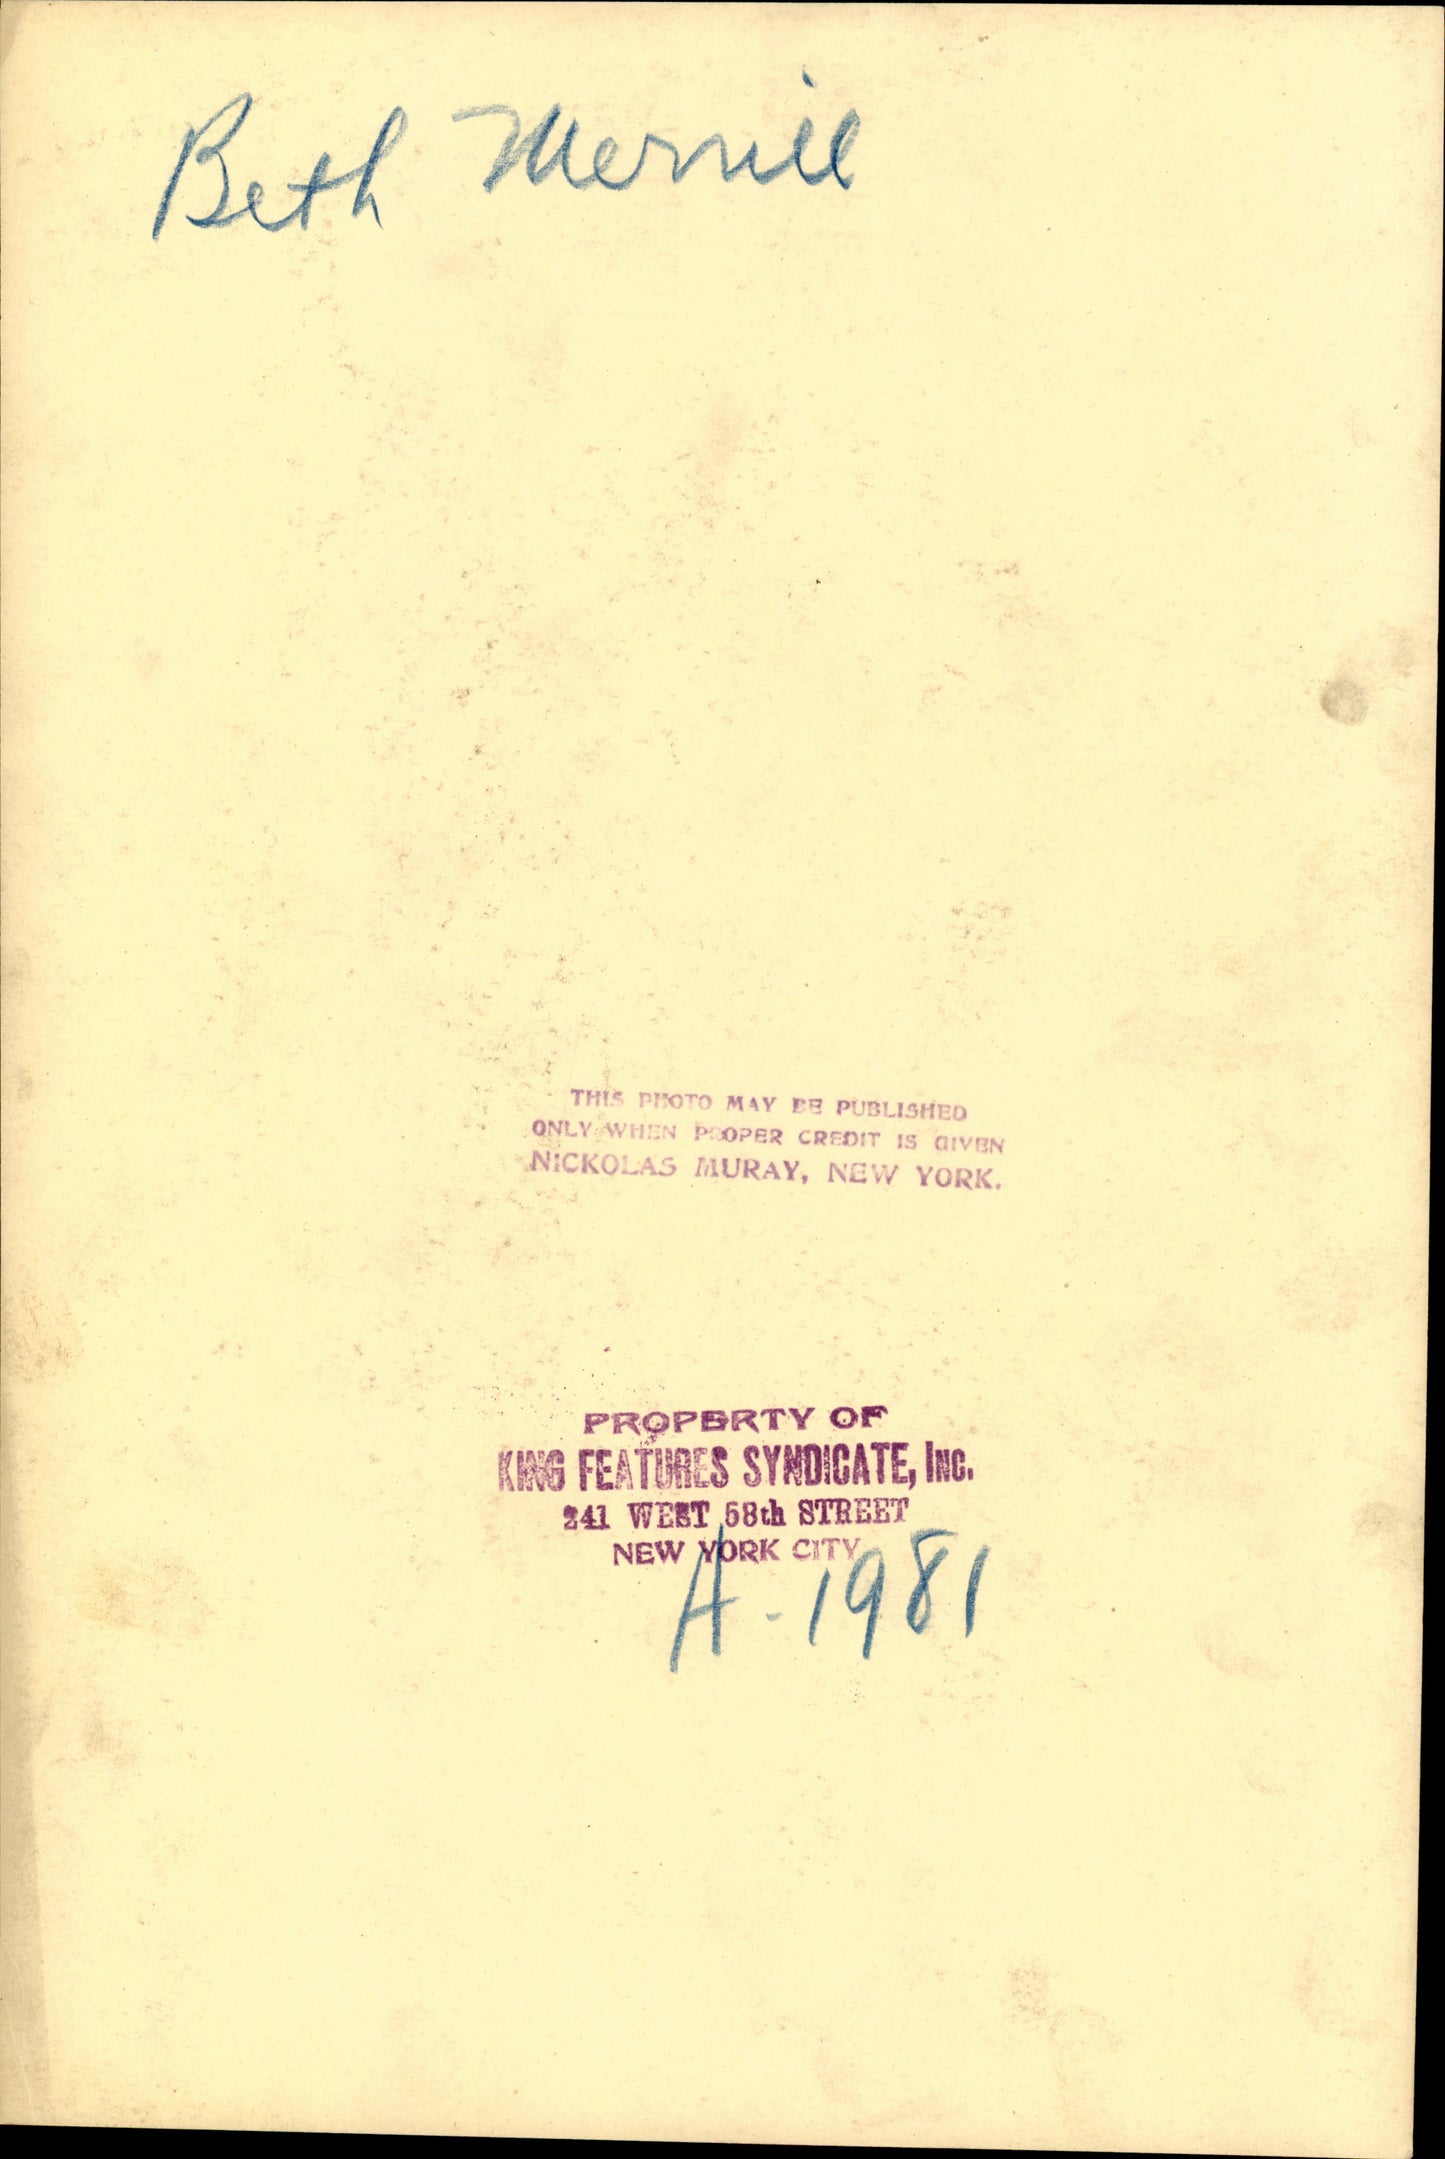 Beth Merrill
THIS PHOTO MAY BE PUBLISHED
ONLY WHEN PROPER CREDIT IS GIVEN
NICKOLAS MURAY, NEW YORK.
PROPERTY OF
KING FEATURES SYNDICATE, INC.
241 WEST 58th STREET
NEW YORK CITY
A-1981